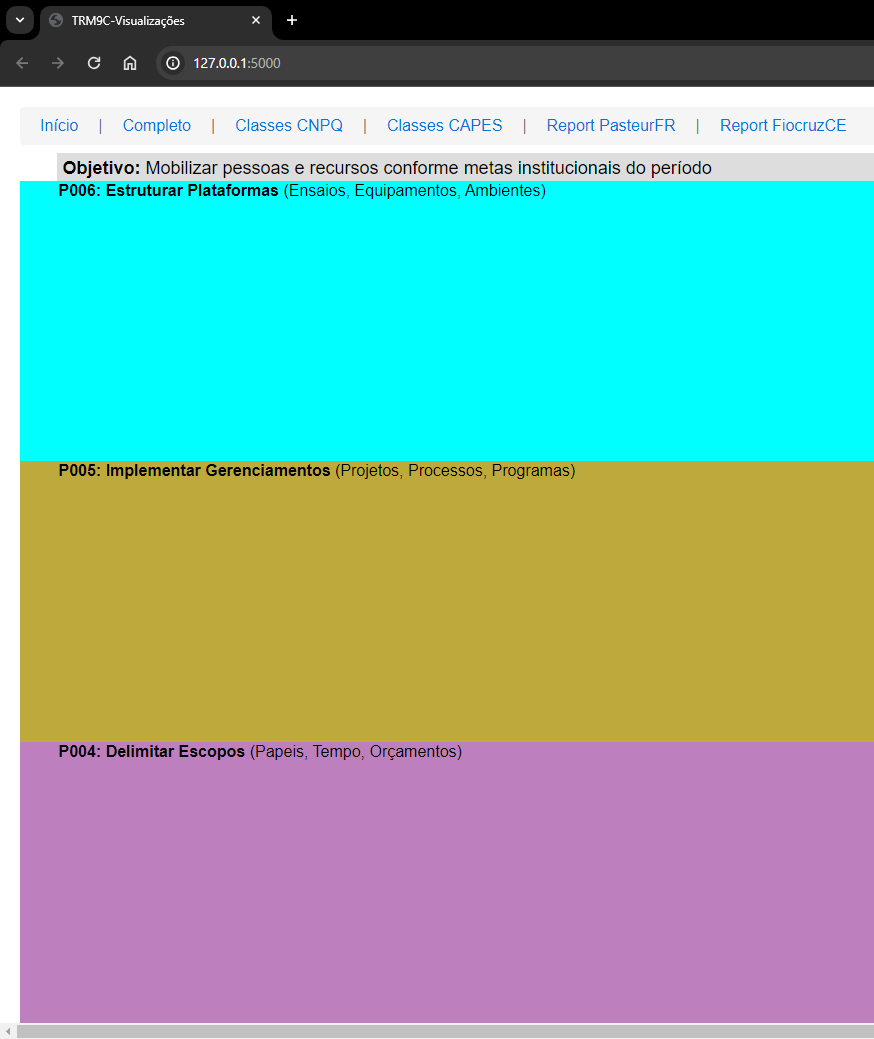 TRM9C-Visualizações
127.0.0.1:5000
Início | Completo | Classes CNPQ | Classes CAPES | Report PasteurFR | Report FiocruzCE
Objetivo: Mobilizar pessoas e recursos conforme metas institucionais do período
P006: Estruturar Plataformas (Ensaios, Equipamentos, Ambientes)
P005: Implementar Gerenciamentos (Projetos, Processos, Programas)
P004: Delimitar Escopos (Papeis, Tempo, Orçamentos)